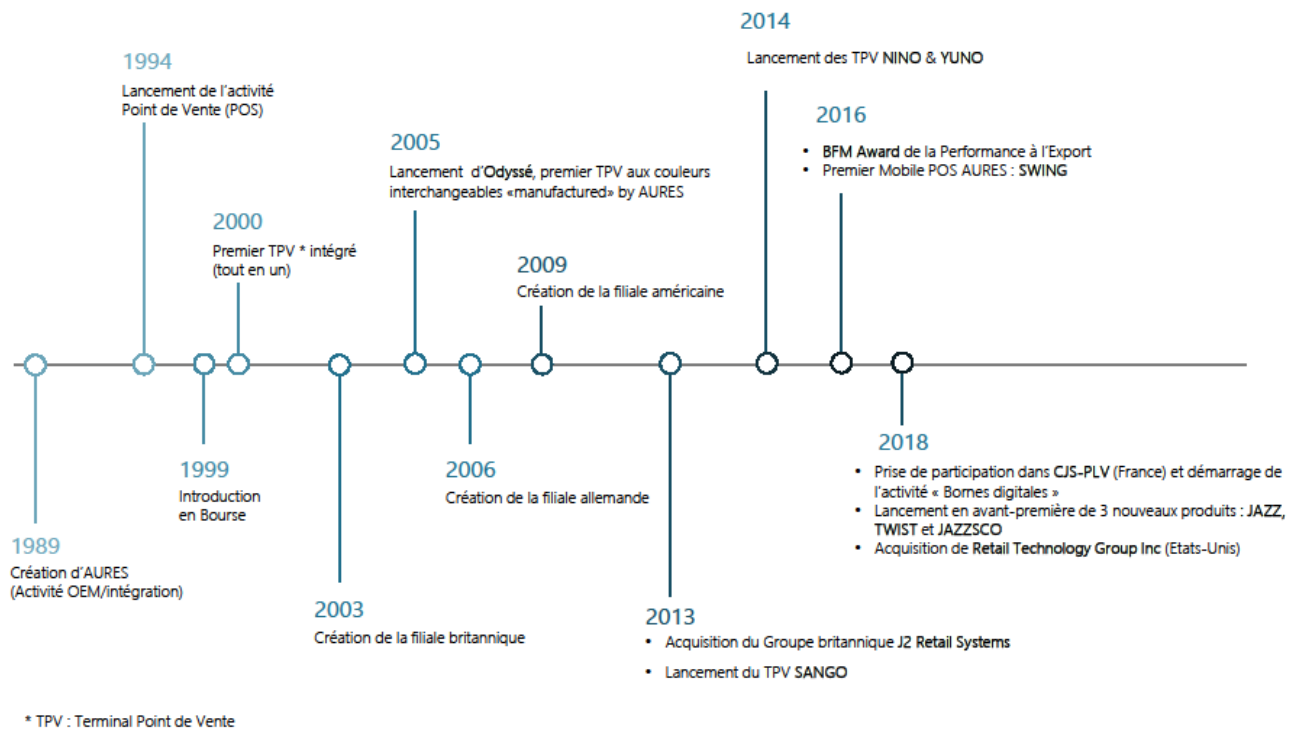 2014
Lancement des TPV NINO & YUNO
1994
Lancement de l'activité
Point de Vente (POS)
2016
• BFM Award de la Performance à l'Export
• Premier Mobile POS AURES : SWING
2005
Lancement d'Odyssé, premier TPV aux couleurs
interchangeables «manufactured» by AURES
2000
Premier TPV * intégré
(tout en un)
2009
Création de la filiale américaine
1999
Introduction
en Bourse
2006
Création de la filiale allemande
2018
• Prise de participation dans CJS-PLV (France) et démarrage de
l'activité « Bornes digitales »
• Lancement en avant-première de 3 nouveaux produits : JAZZ,
TWIST et JAZZSCO
• Acquisition de Retail Technology Group Inc (Etats-Unis)
1989
Création d'AURES
(Activité OEM/intégration)
2003
Création de la filiale britannique
2013
• Acquisition du Groupe britannique J2 Retail Systems
• Lancement du TPV SANGO
* TPV : Terminal Point de Vente